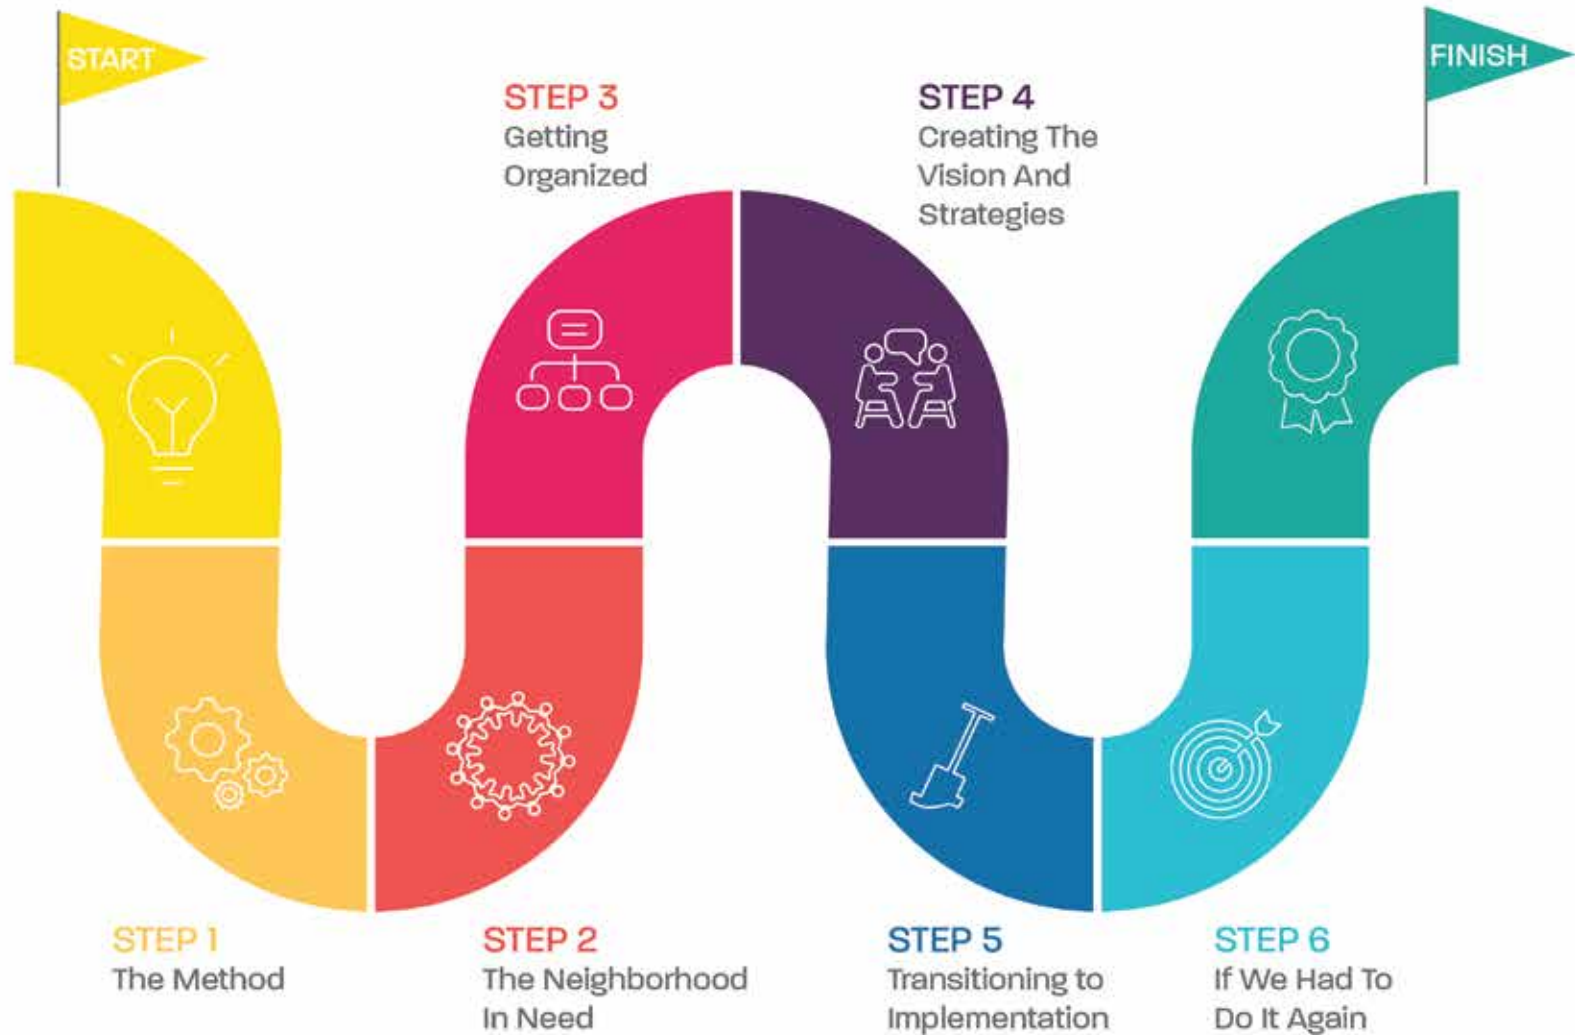 START
STEP 1
The Method
STEP 2
The Neighborhood
In Need
STEP 3
Getting
Organized
STEP 4
Creating The
Vision And
Strategies
STEP 5
Transitioning to
Implementation
STEP 6
If We Had To
Do It Again
FINISH